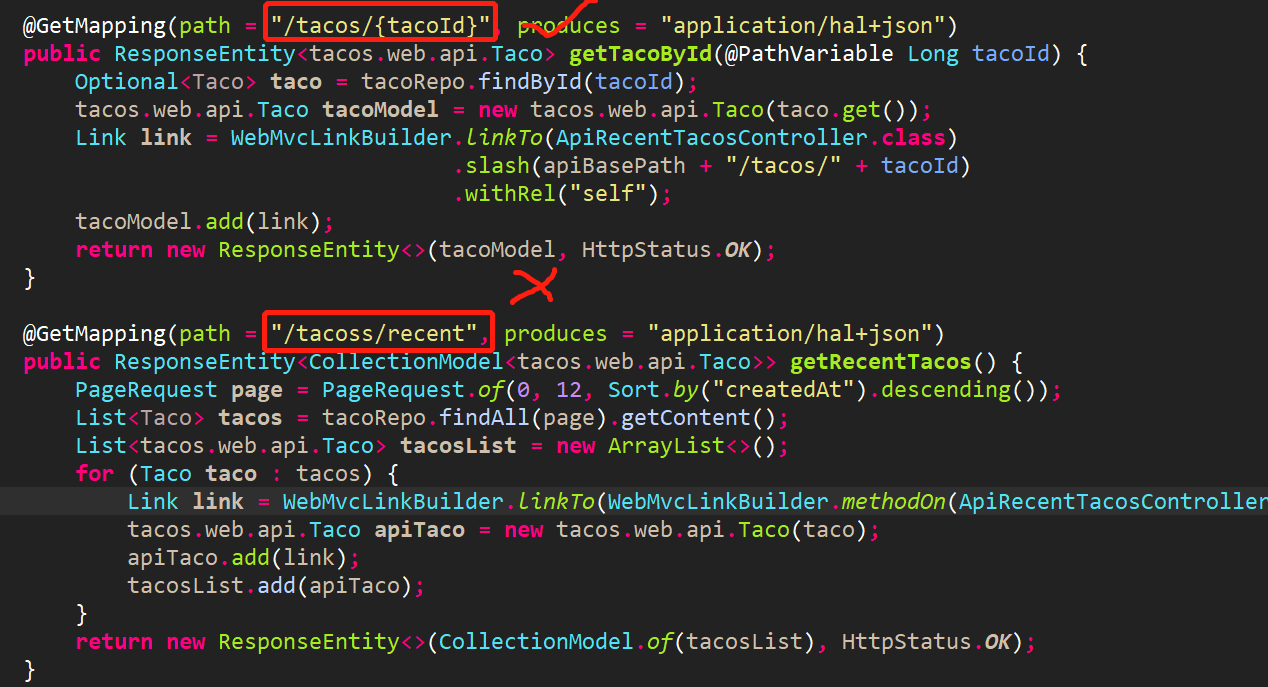 @GetMapping(path = "/tacos/{tacoId}", produces = "application/hal+json")
public ResponseEntity<tacos.web.api.Taco> getTacoById(@PathVariable Long tacoId) {
    Optional<Taco> taco = tacoRepo.findById(tacoId);
    tacos.web.api.Taco tacoModel = new tacos.web.api.Taco(taco.get());
    Link link = WebMvcLinkBuilder.linkTo(ApiRecentTacosController.class)
                                 .slash(apiBasePath + "/tacos/" + tacoId)
                                 .withRel("self");
    tacoModel.add(link);
    return new ResponseEntity<>(tacoModel, HttpStatus.OK);
}
@GetMapping(path = "/tacoss/recent", produces = "application/hal+json")
public ResponseEntity<CollectionModel<tacos.web.api.Taco>> getRecentTacos() {
    PageRequest page = PageRequest.of(0, 12, Sort.by("createdAt").descending());
    List<Taco> tacos = tacoRepo.findAll(page).getContent();
    List<tacos.web.api.Taco> tacosList = new ArrayList<>();
    for (Taco taco : tacos) {
        Link link = WebMvcLinkBuilder.linkTo(WebMvcLinkBuilder.methodOn(ApiRecentTacosController
        tacos.web.api.Taco apiTaco = new tacos.web.api.Taco(taco);
        apiTaco.add(link);
        tacosList.add(apiTaco);
    }
    return new ResponseEntity<>(CollectionModel.of(tacosList), HttpStatus.OK);
}